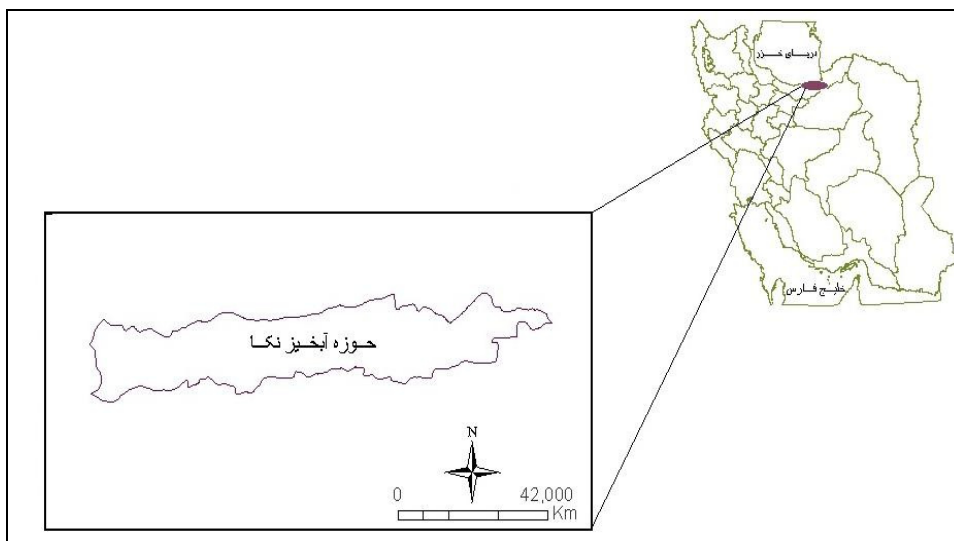 دریای خزر
خلیج فارس
حوزه آبخیز نکا
N
0 42,000
Km